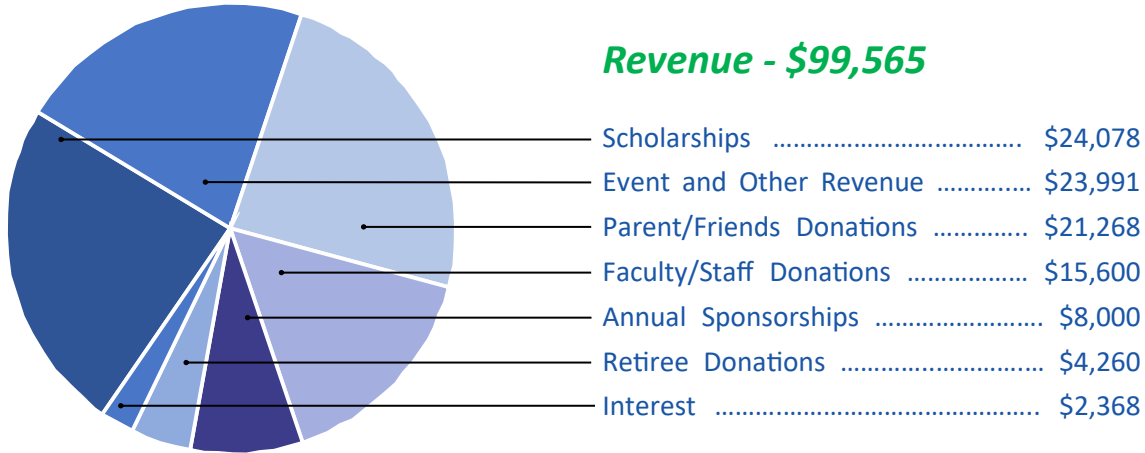 Revenue - $99,565
Scholarships ……………………………… $24,078
Event and Other Revenue ………… $23,991
Parent/Friends Donations ………….. $21,268
Faculty/Staff Donations …………… $15,600
Annual Sponsorships ……………………. $8,000
Retiree Donations ………………………… $4,260
Interest …………………………………….. $2,368